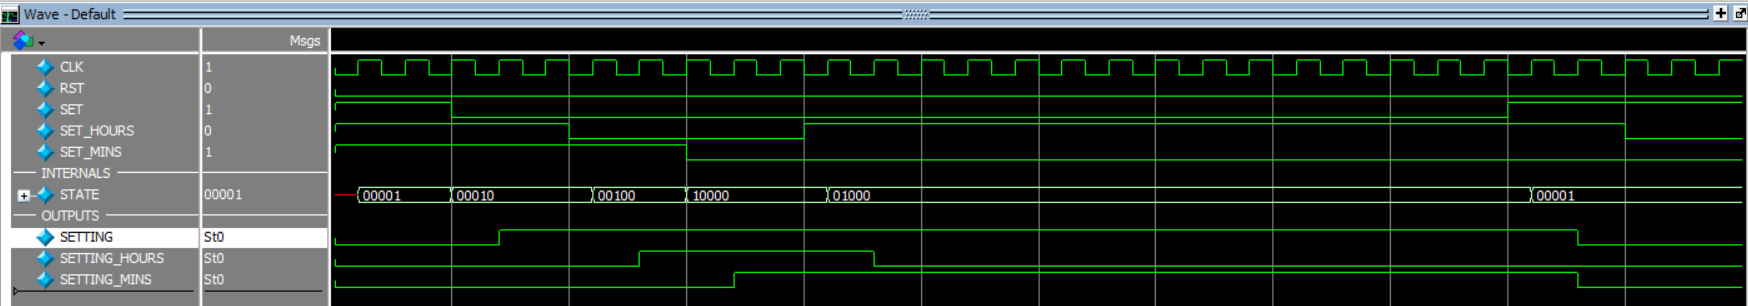 Wave - Default
Msgs
CLK 1
RST 0
SET 1
SET_HOURS 0
SET_MINS 1
INTERNALS
STATE 00001 00001 00010 00100 10000 01000 00001
OUTPUTS
SETTING St0
SETTING_HOURS St0
SETTING_MINS St0